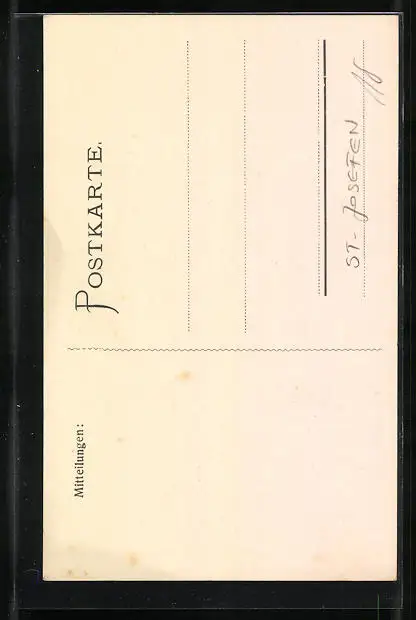 POSTKARTE.
Mitteilungen:
ST. JOSEFEN